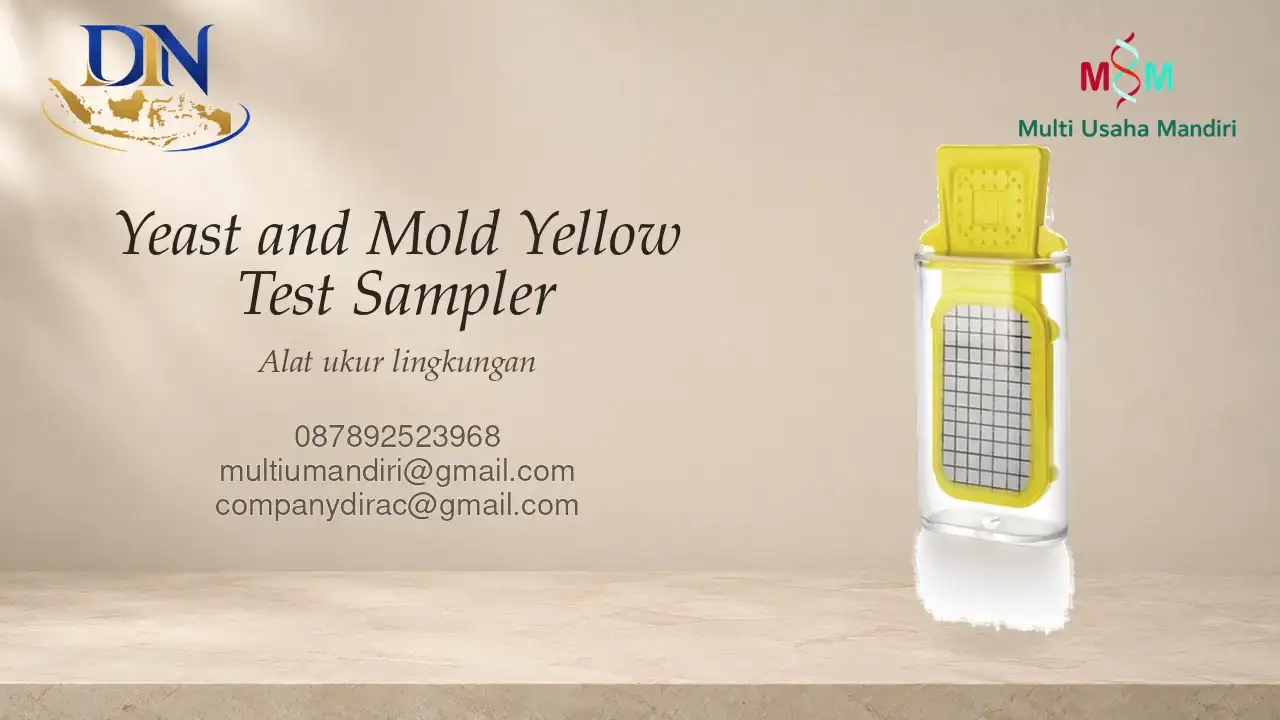 DIN
MSM
Multi Usaha Mandiri
Yeast and Mold Yellow
Test Sampler
Alat ukur lingkungan
087892523968
multiumandiri@gmail.com
companydirac@gmail.com